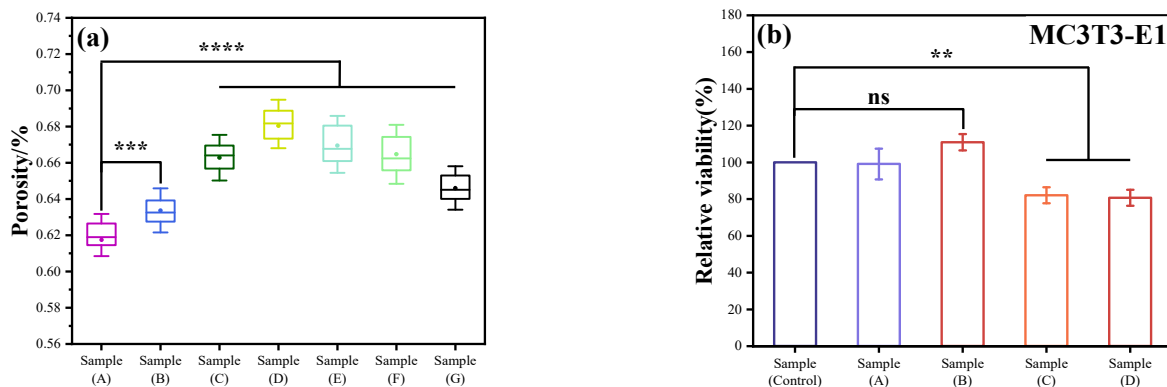 (a)
Porosity/%
0.74
0.72
0.70
0.68
0.66
0.64
0.62
0.60
0.58
0.56
****
***
Sample
(A)
Sample
(B)
Sample
(C)
Sample
(D)
Sample
(E)
Sample
(F)
Sample
(G)
(b)
MC3T3-E1
Relative viability(%)
180
160
140
120
100
80
60
40
20
0
**
ns
Sample
(Control)
Sample
(A)
Sample
(B)
Sample
(C)
Sample
(D)